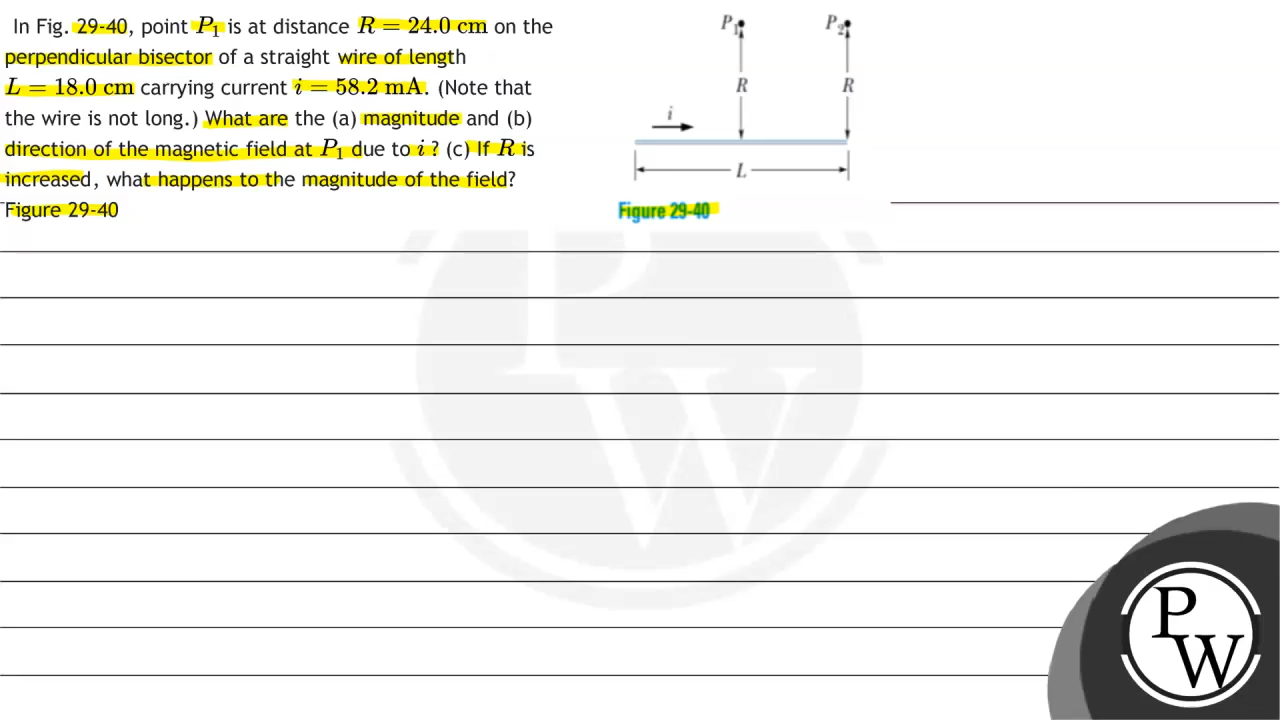 In Fig. 29-40, point P₁ is at distance R = 24.0 cm on the
perpendicular bisector of a straight wire of length
L = 18.0 cm carrying current i = 58.2 mA. (Note that
the wire is not long.) What are the (a) magnitude and (b)
direction of the magnetic field at P₁ due to i? (c) If R is
increased, what happens to the magnitude of the field?
Figure 29-40
P₁
P₂
R
R
i
L
Figure 29-40
PW
PW